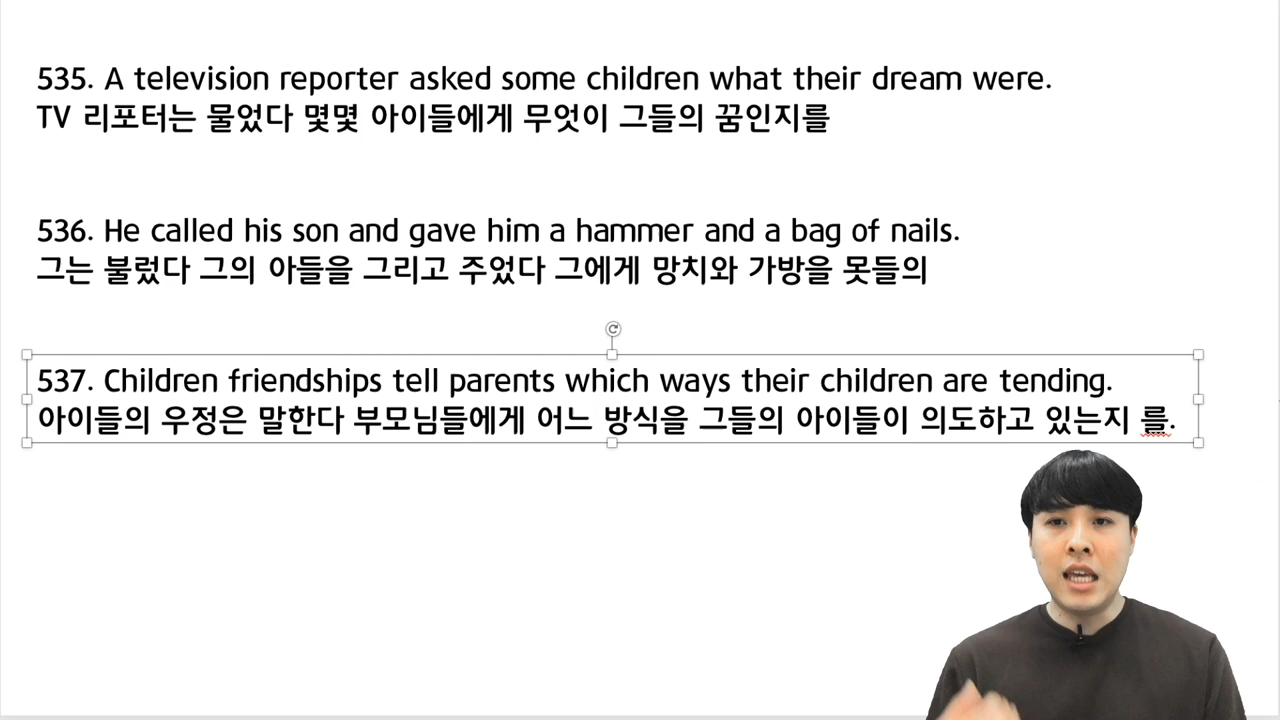 535. A television reporter asked some children what their dream were.
TV 리포터는 물었다 몇몇 아이들에게 무엇이 그들의 꿈인지를
536. He called his son and gave him a hammer and a bag of nails.
그는 불렀다 그의 아들을 그리고 주었다 그에게 망치와 가방을 못들의
537. Children friendships tell parents which ways their children are tending.
아이들의 우정은 말한다 부모님들에게 어느 방식을 그들의 아이들이 의도하고 있는지 를.